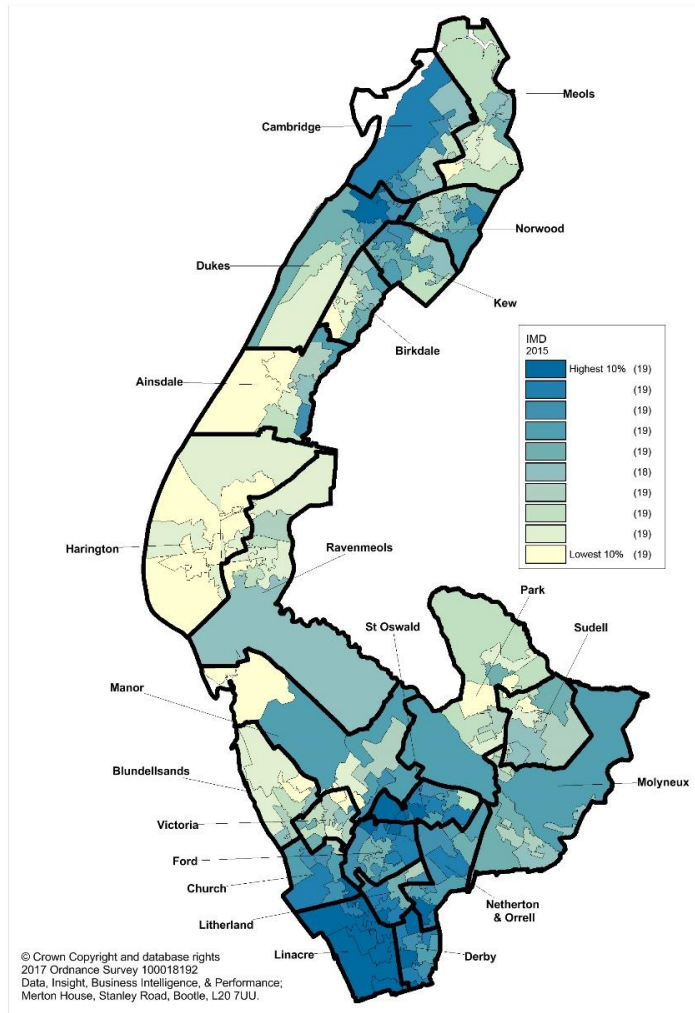 Meols
Cambridge
Norwood
Dukes
Kew
Birkdale
IMD
2015
Highest 10% (19)
(19)
(19)
(19)
(19)
(18)
(19)
(19)
(19)
Lowest 10% (19)
Ainsdale
Harington
Ravenmeols
Park
St Oswald
Sudell
Manor
Blundellsands
Molyneux
Victoria
Ford
Church
Netherton
& Orrell
Litherland
Linacre
Derby
© Crown Copyright and database rights
2017 Ordnance Survey 100018192
Data, Insight, Business Intelligence, & Performance;
Merton House, Stanley Road, Bootle, L20 7UU.